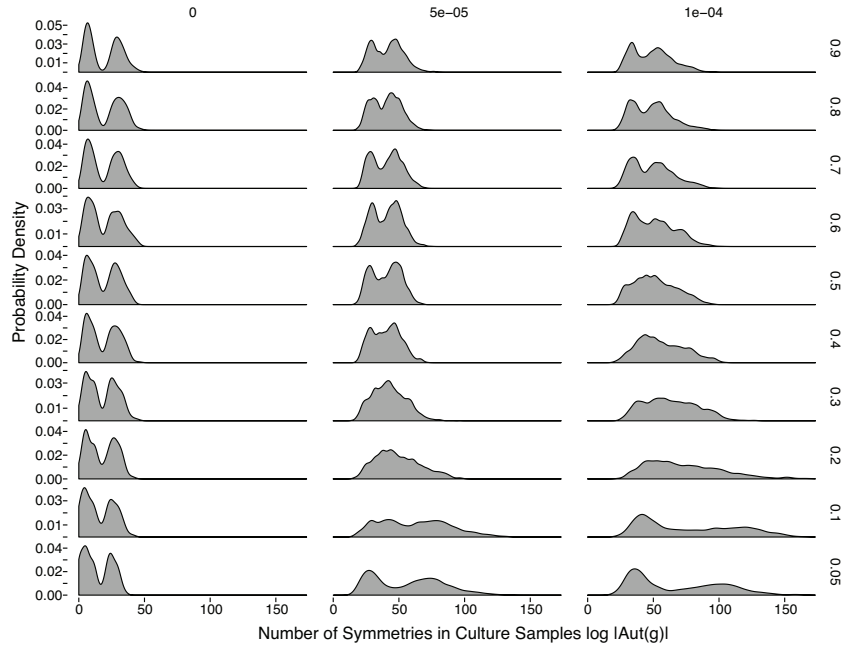 0 5e−05 1e−04
0.05 0.03 0.01 0.9
0.04 0.02 0.00 0.8
0.04 0.02 0.00 0.7
0.03 0.01 0.6
0.04 0.02 0.00 0.5
0.04 0.02 0.00 0.4
0.03 0.01 0.3
0.04 0.02 0.00 0.2
0.03 0.01 0.1
0.04 0.02 0.00 0.05
Probability Density
0 50 100 150 0 50 100 150 0 50 100 150
Number of Symmetries in Culture Samples log |Aut(g)|